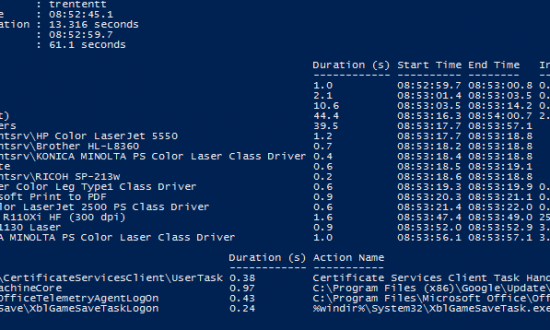 : trententt
e : 08:52:45.1
ation : 13.316 seconds
: 08:52:59.7
: 61.1 seconds
Duration (s) Start Time End Time In
------------ ---------- -------- --
1.0 08:52:59.7 08:53:00.8 0.
2.1 08:53:01.4 08:53:03.5 0.
10.6 08:53:03.5 08:53:14.2 0.
t) 44.4 08:53:16.3 08:54:00.7 2.
ers 39.5 08:53:17.7 08:53:57.1
ntsrv\HP Color LaserJet 5550 1.2 08:53:17.7 08:53:18.8
ntsrv\Brother HL-L8360 0.7 08:53:17.7 08:53:18.8
ntsrv\KONICA MINOLTA PS Color Laser Class Driver 0.4 08:53:18.4 08:53:18.8
0.6 08:53:18.5 08:53:19.1
ntsrv\RICOH SP-213w 0.2 08:53:18.6 08:53:18.8
er Color Leg Type1 Class Driver 0.6 08:53:19.3 08:53:19.9 0.
soft Print to PDF 0.9 08:53:20.3 08:53:21.1 0.
olor LaserJet 2500 PS Class Driver 0.6 08:53:21.4 08:53:22.0 0.
R110Xi HF (300 dpi) 1.6 08:53:47.4 08:53:49.0 25
1130 Laser 0.9 08:53:52.1 08:53:52.9 3.
A MINOLTA PS Color Laser Class Driver 1.0 08:53:56.1 08:53:57.1 3.
Duration (s) Action Name
------------ -----------
\CertificateServicesClient\UserTask 0.38 Certificate Services Client Task Hand
achineCore 0.97 C:\Program Files (x86)\Google\Update\
OfficeTelemetryAgentLogOn 0.43 C:\Program Files\Microsoft Office\Off
Save\XblGameSaveTaskLogon 0.24 %windir%\System32\XblGameSaveTask.exe